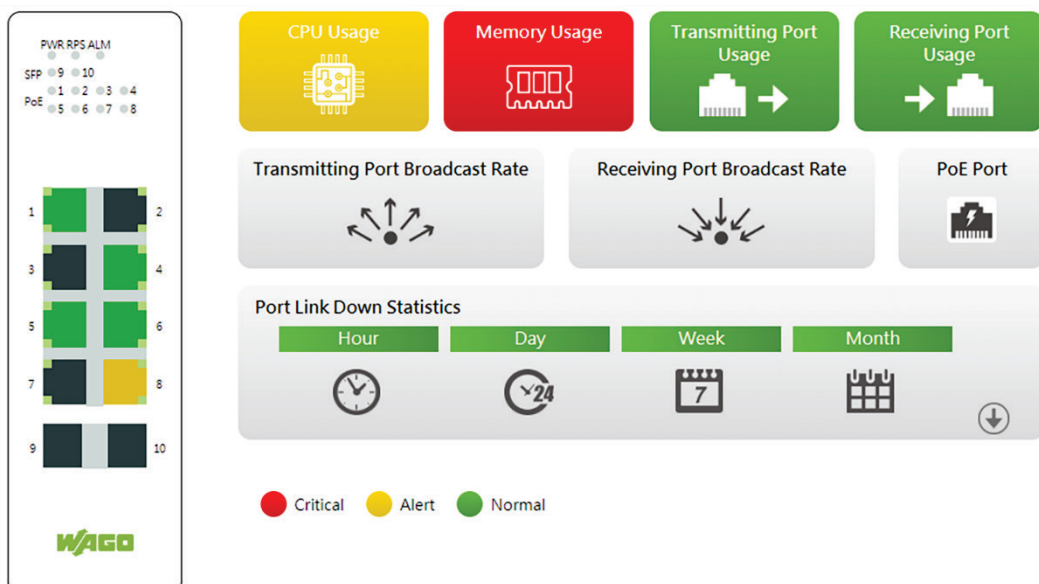 PWR RPS ALM
SFP 9 10
1 2 3 4
PoE
5 6 7 8
1 2
3 4
5 6
7 8
9 10
WAGO
CPU Usage
Memory Usage
Transmitting Port
Usage
Receiving Port
Usage
Transmitting Port Broadcast Rate
Receiving Port Broadcast Rate
PoE Port
Port Link Down Statistics
Hour
Day
Week
Month
24
7
Critical
Alert
Normal